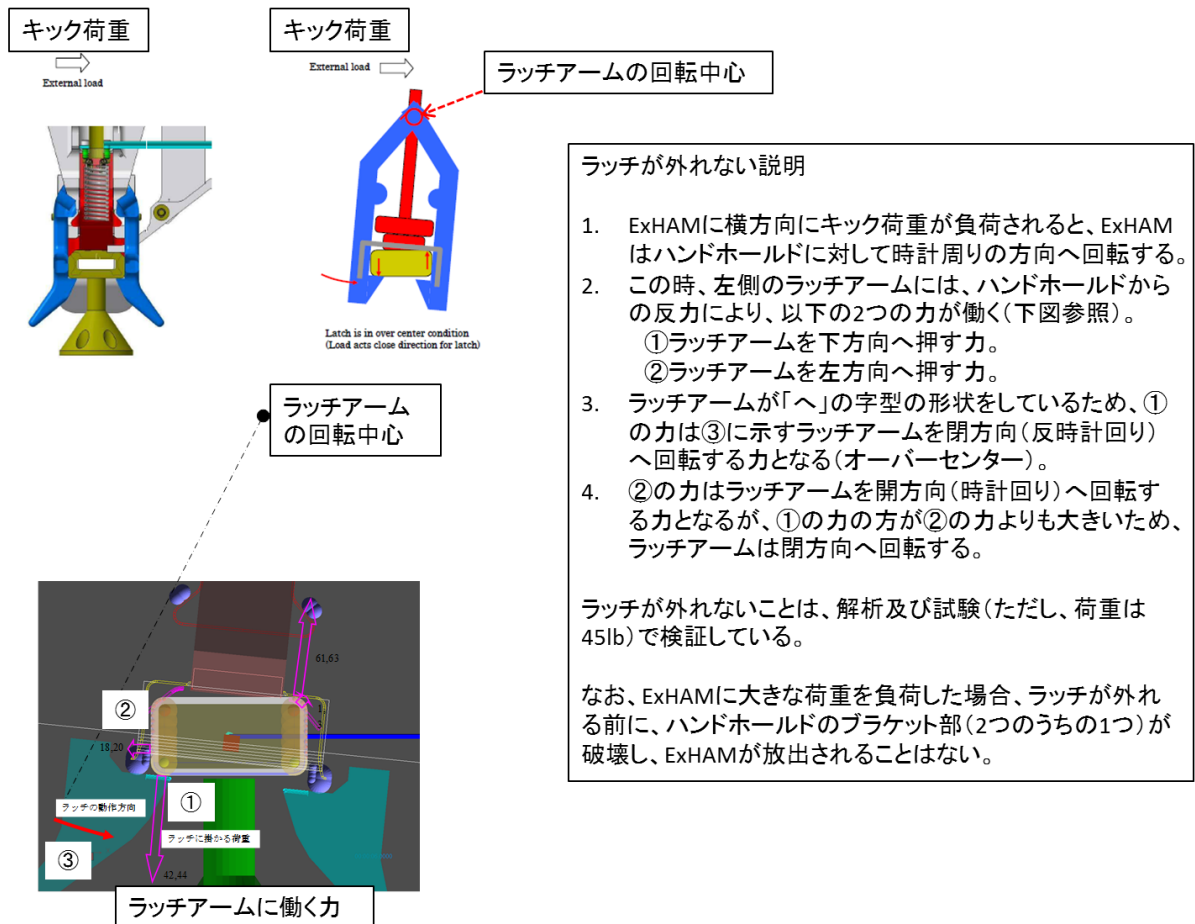 キック荷重
External load
キック荷重
External load
ラッチアームの回転中心
Latch is in over center condition
(Load acts close direction for latch)
ラッチアーム
の回転中心
61,63
②
18,20
ラッチの動作方向
①
ラッチに掛かる荷重
③
42,44
ラッチアームに働く力
ラッチが外れない説明
1. ExHAMに横方向にキック荷重が負荷されると、ExHAM
はハンドホールドに対して時計周りの方向へ回転する。
2. この時、左側のラッチアームには、ハンドホールドから
の反力により、以下の2つの力が働く(下図参照)。
①ラッチアームを下方向へ押す力。
②ラッチアームを左方向へ押す力。
3. ラッチアームが「へ」の字型の形状をしているため、①
の力は③に示すラッチアームを閉方向(反時計回り)
へ回転する力となる(オーバーセンター)。
4. ②の力はラッチアームを開方向(時計回り)へ回転す
る力となるが、①の力の方が②の力よりも大きいため、
ラッチアームは閉方向へ回転する。
ラッチが外れないことは、解析及び試験(ただし、荷重は
45lb)で検証している。
なお、ExHAMに大きな荷重を負荷した場合、ラッチが外れ
る前に、ハンドホールドのブラケット部(2つのうちの1つ)が
破壊し、ExHAMが放出されることはない。